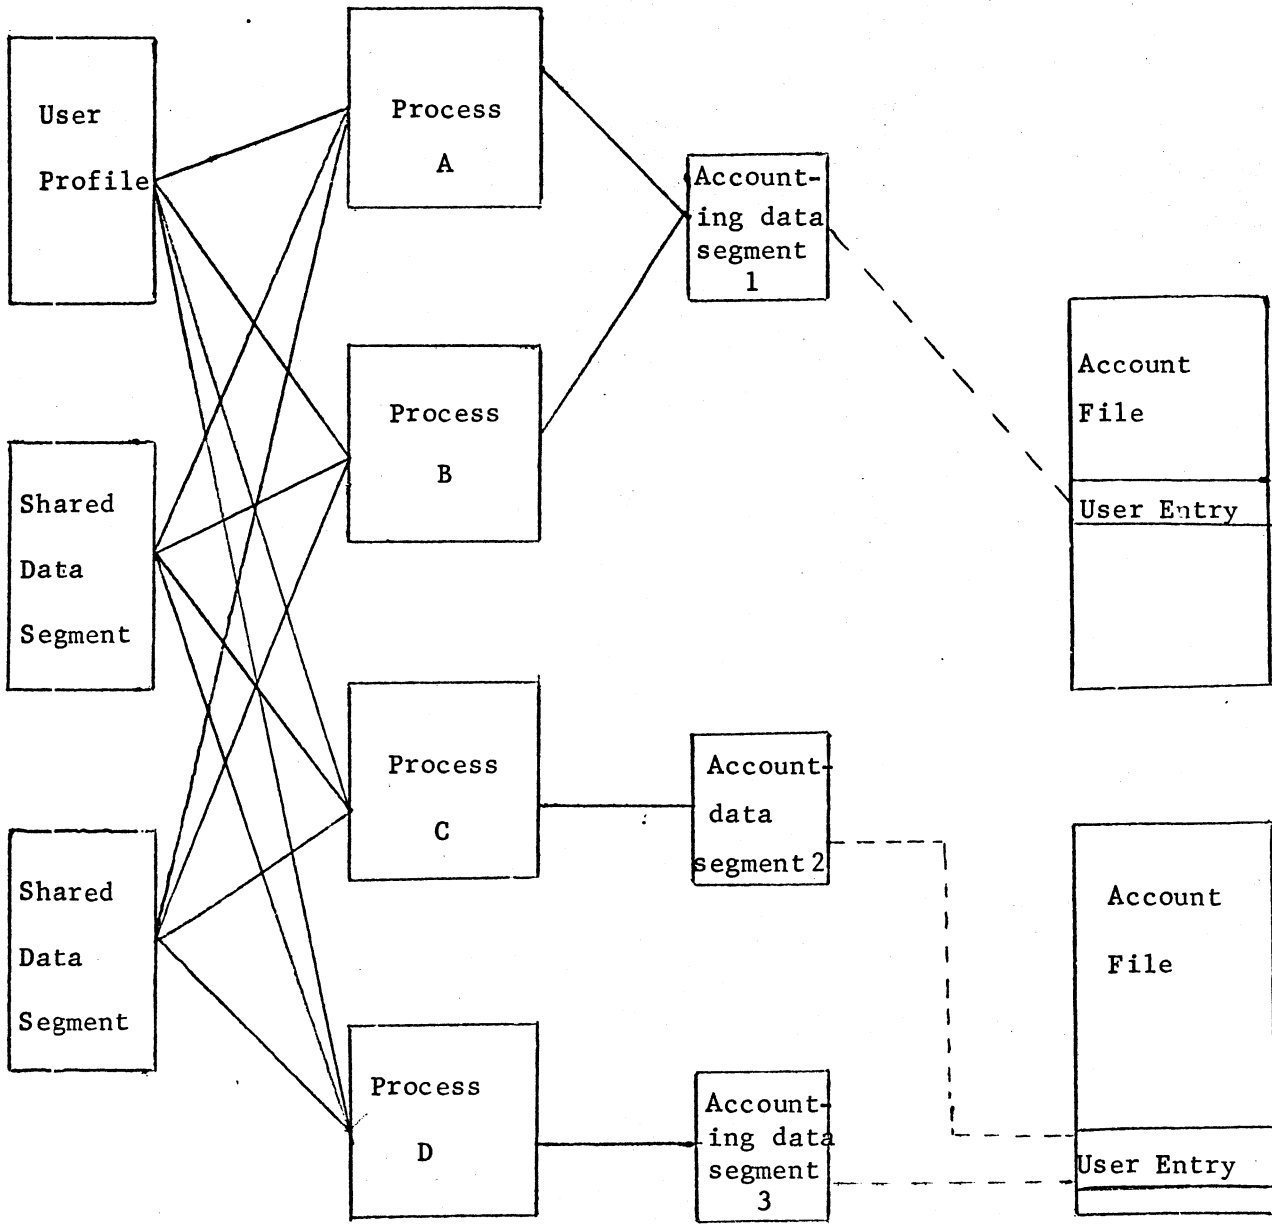 User
Profile
Process
A
Account-
ing data
segment
1
Account
File
User Entry
Process
B
Shared
Data
Segment
Process
C
Account-
data
segment 2
Shared
Data
Segment
Account
File
User Entry
Process
D
Account-
ing data
segment
3